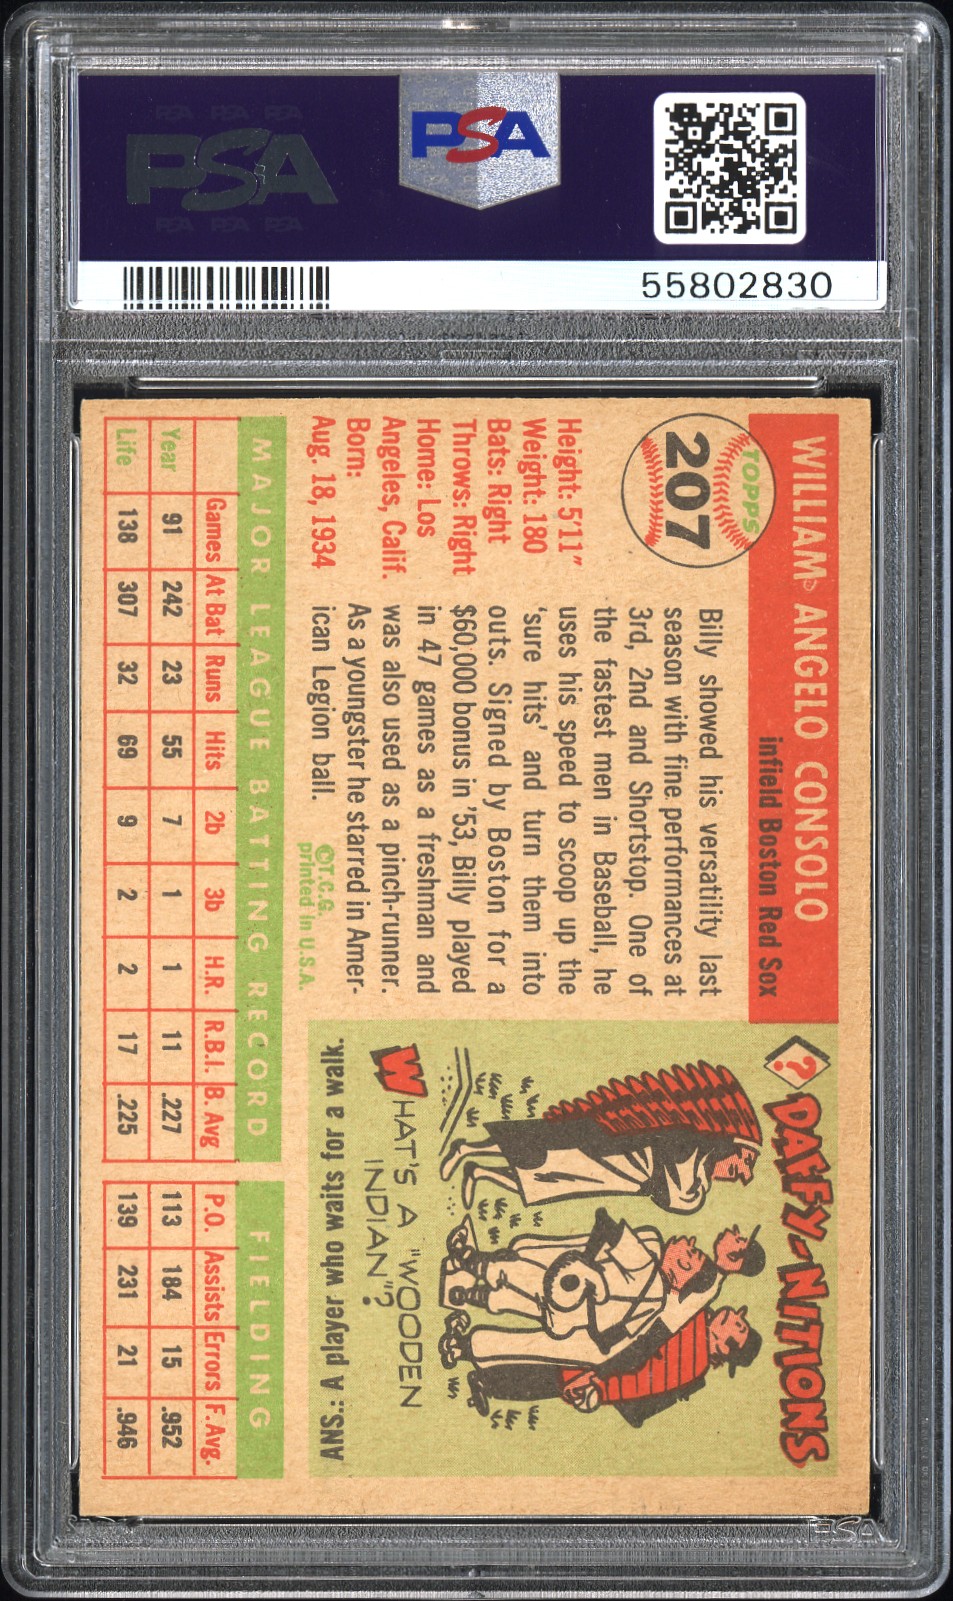 PSA
PSA
55802830
WILLIAM ANGELO CONSOLO
infield Boston Red Sox
TOPPS
207
Height: 5'11"
Weight: 180
Bats: Right
Throws: Right
Home: Los
Angeles, Calif.
Born:
Aug. 18, 1934
Billy showed his versatility last
season with fine performances at
3rd, 2nd and Shortstop. One of
the fastest men in Baseball, he
uses his speed to scoop up the
'sure hits' and turn them into
outs. Signed by Boston for a
$60,000 bonus in '53, Billy played
in 47 games as a freshman and
was also used as a pinch-runner.
As a youngster he starred in Amer-
ican Legion ball.
©T.C.G.
printed in U.S.A.
?
DAFFY-NITIONS
6
WHAT'S A "WOODEN
INDIAN"?
ANS.: A player who waits for a walk.
MAJOR LEAGUE BATTING RECORD FIELDING
Games At Bat Runs Hits 2b 3b H.R. R.B.I. B. Avg P.O. Assists Errors F. Avg.
Year 91 242 23 55 7 1 1 11 .227 113 184 15 .952
Life 138 307 32 69 9 2 2 17 .225 139 231 21 .946
PSA